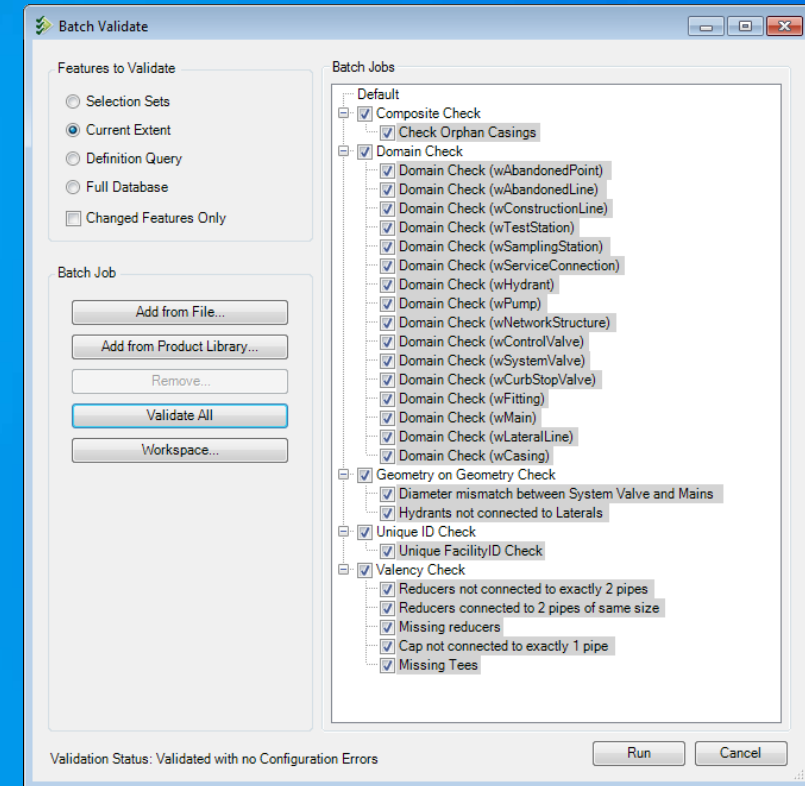 Batch Validate
Features to Validate
Selection Sets
Current Extent
Definition Query
Full Database
Changed Features Only
Batch Job
Add from File...
Add from Product Library...
Remove...
Validate All
Workspace...
Batch Jobs
Default
Composite Check
Check Orphan Casings
Domain Check
Domain Check (wAbandonedPoint)
Domain Check (wAbandonedLine)
Domain Check (wConstructionLine)
Domain Check (wTestStation)
Domain Check (wSamplingStation)
Domain Check (wServiceConnection)
Domain Check (wHydrant)
Domain Check (wPump)
Domain Check (wNetworkStructure)
Domain Check (wControlValve)
Domain Check (wSystemValve)
Domain Check (wCurbStopValve)
Domain Check (wFitting)
Domain Check (wMain)
Domain Check (wLateralLine)
Domain Check (wCasing)
Geometry on Geometry Check
Diameter mismatch between System Valve and Mains
Hydrants not connected to Laterals
Unique ID Check
Unique FacilityID Check
Valency Check
Reducers not connected to exactly 2 pipes
Reducers connected to 2 pipes of same size
Missing reducers
Cap not connected to exactly 1 pipe
Missing Tees
Validation Status: Validated with no Configuration Errors
Run
Cancel